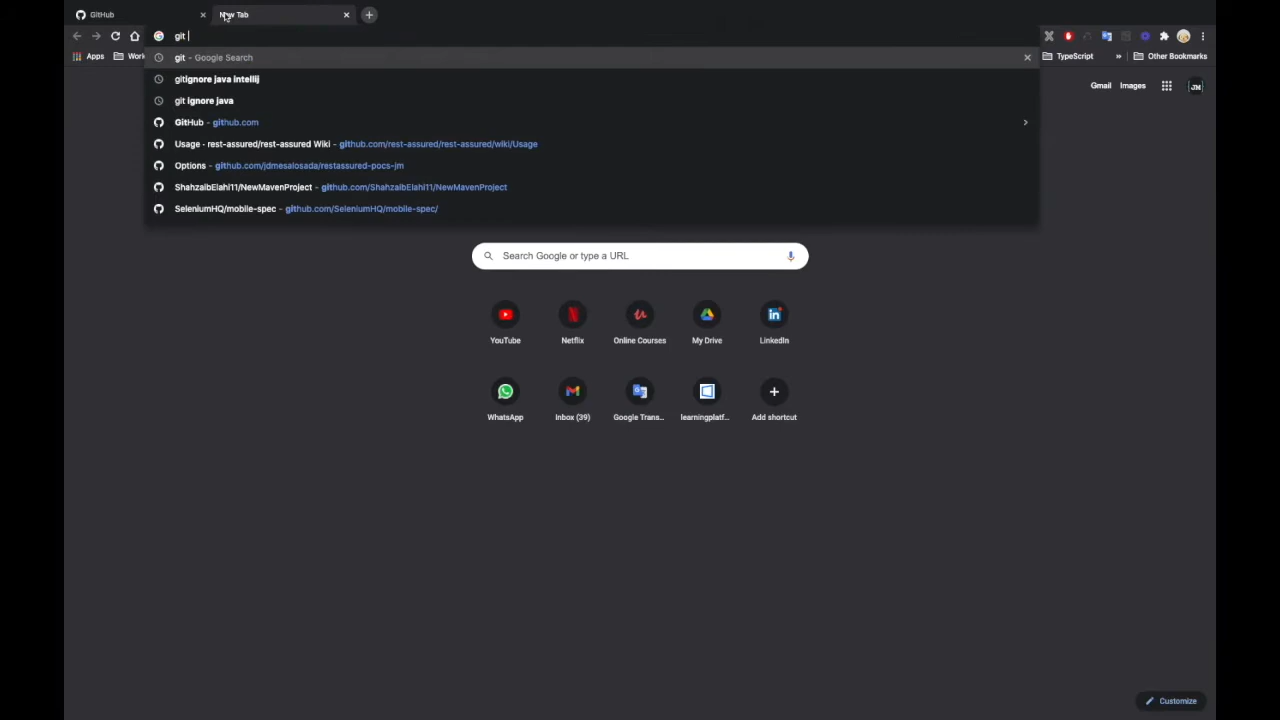 GitHub
New Tab
git
Apps
Work
TypeScript
»
Other Bookmarks
git - Google Search
gitignore java intellij
git ignore java
GitHub - github.com
Usage · rest-assured/rest-assured Wiki - github.com/rest-assured/rest-assured/wiki/Usage
Options - github.com/jdmesalosada/restassured-pocs-jm
ShahzaibElahi11/NewMavenProject - github.com/ShahzaibElahi11/NewMavenProject
SeleniumHQ/mobile-spec - github.com/SeleniumHQ/mobile-spec/
Gmail Images JM
Search Google or type a URL
YouTube Netflix Online Courses My Drive LinkedIn
WhatsApp Inbox (39) Google Trans... learningplatf... Add shortcut
Customize